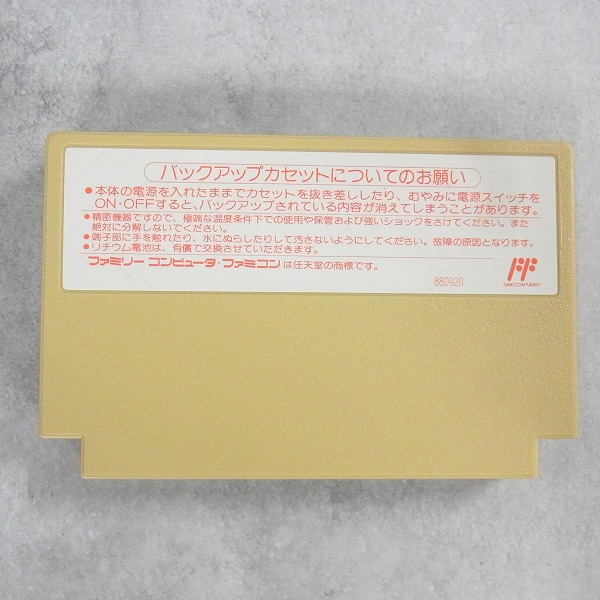 バックアップカセットについてのお願い
●本体の電源を入れたままでカセットを抜き差ししたり、むやみに電源スイッチを
ON・OFFすると、バックアップされている内容が消えてしまうことがあります。
●精密機器ですので、極端な温度条件下での使用や保管および強いショックをさけてください。また
絶対に分解しないでください。
●端子部に手を触れたり、水にぬらしたりして汚さないようにしてください。故障の原因となります。
●リチウム電池は、有償で交換させていただきます。
ファミリーコンピュータ・ファミコンは任天堂の商標です。
880920
FAMICOM FAMILY